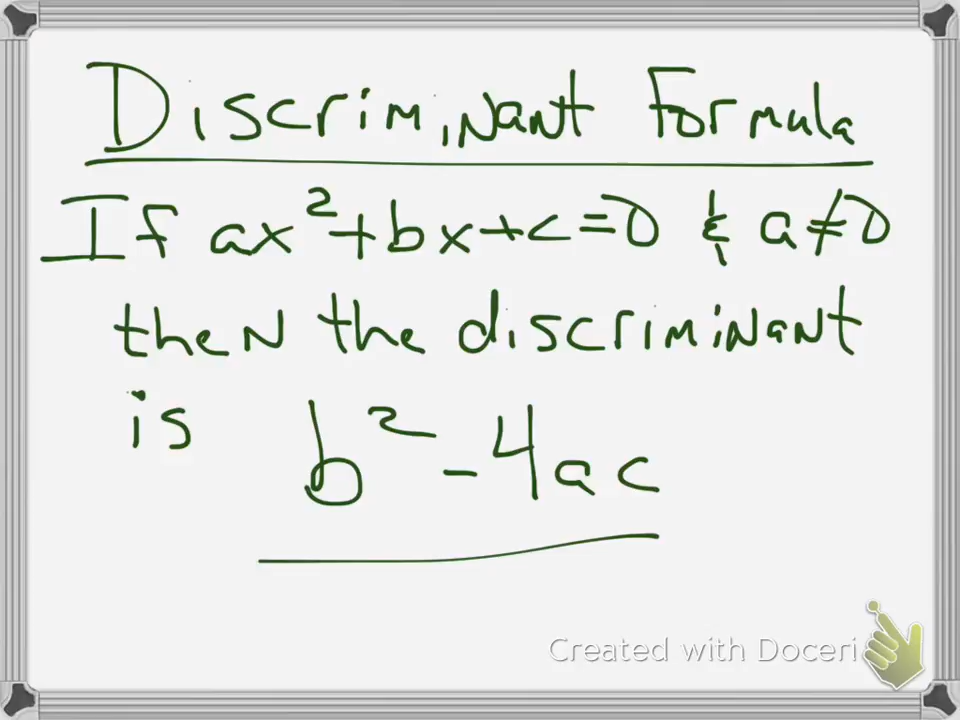 Discriminant Formula
If ax²+bx+c=0 & a≠0
then the discriminant
is b²-4ac
Created with Doceri